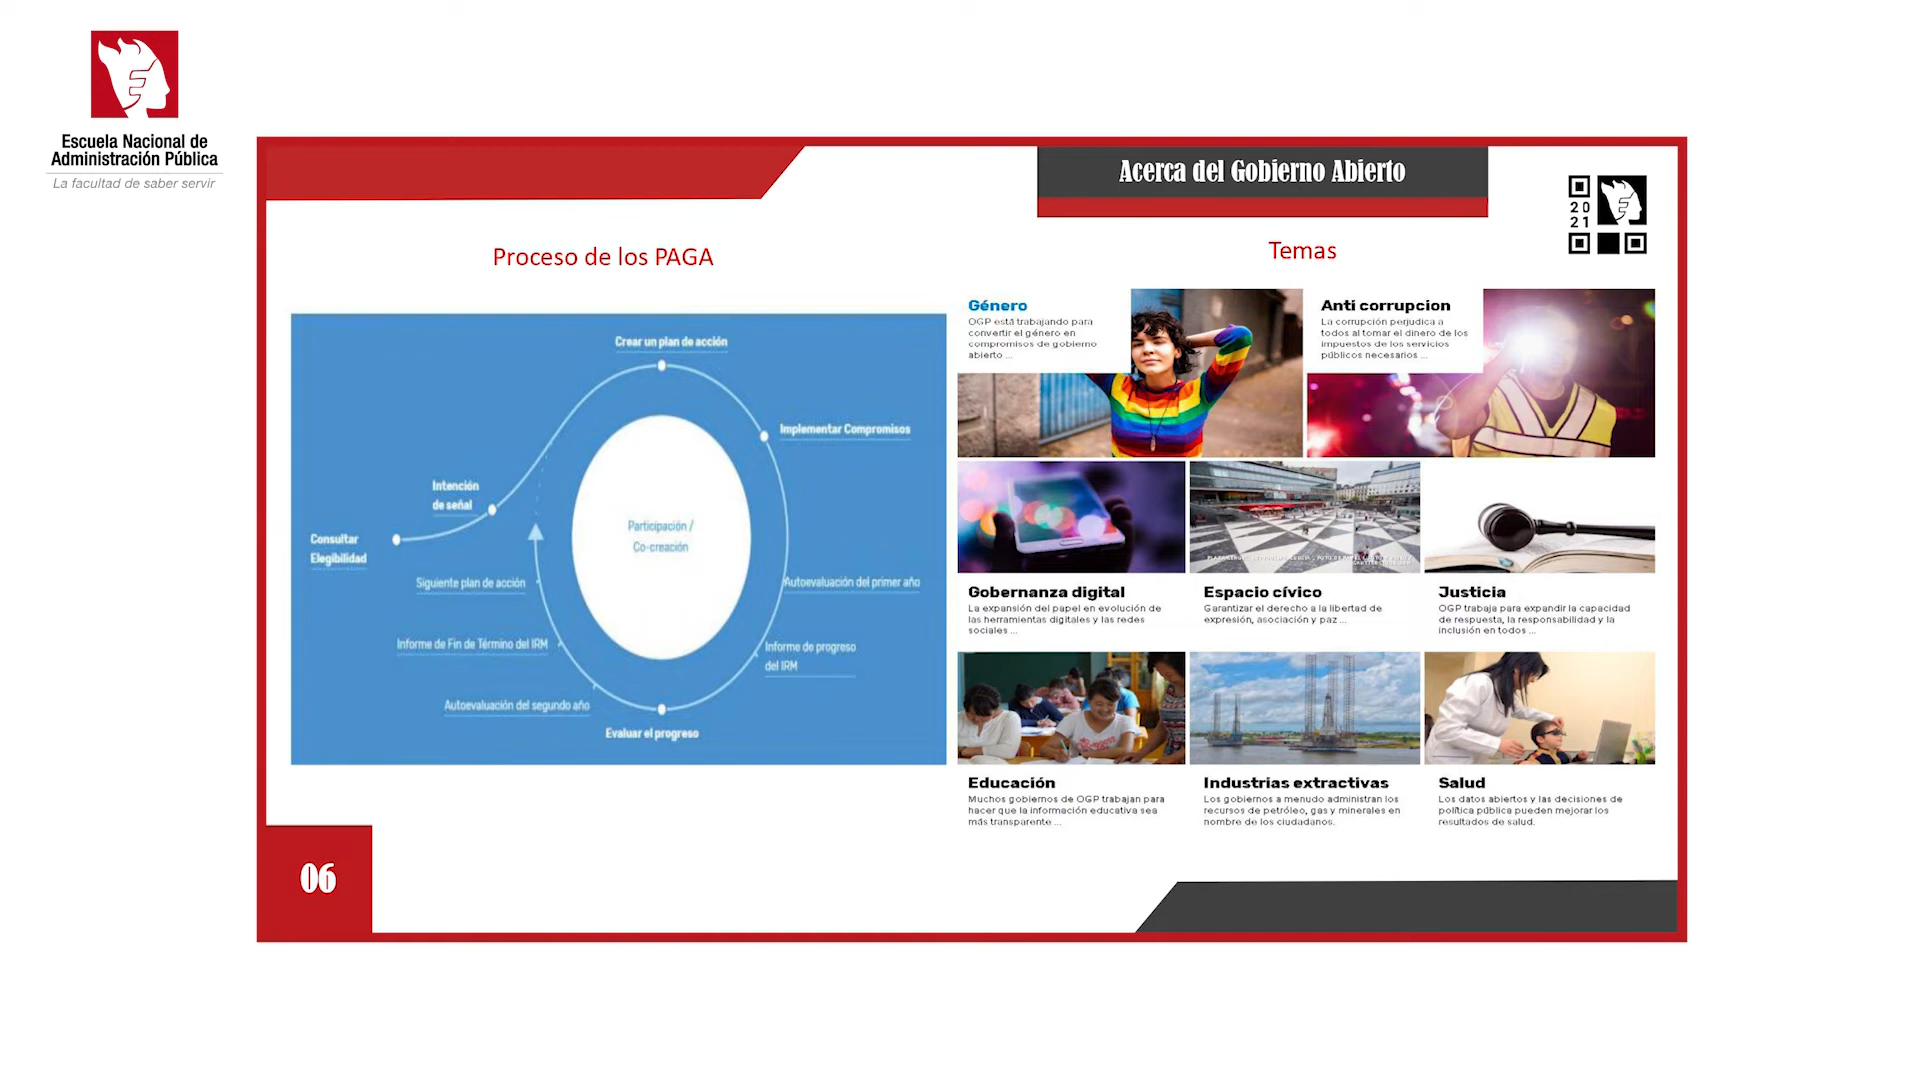 Escuela Nacional de
Administración Pública
La facultad de saber servir
Acerca del Gobierno Abierto
20
21
Proceso de los PAGA
Temas
Crear un plan de acción
Implementar Compromisos
Intención
de señal
Consultar
Elegibilidad
Participación /
Co-creación
Siguiente plan de acción
Autoevaluación del primer año
Informe de Fin de Término del IRM
Informe de progreso
del IRM
Autoevaluación del segundo año
Evaluar el progreso
Género
OGP está trabajando para
convertir el género en
compromisos de gobierno
abierto ...
Anti corrupcion
La corrupción perjudica a
todos al tomar el dinero de los
impuestos de los servicios
públicos necesarios ...
Gobernanza digital
La expansión del papel en evolución de
las herramientas digitales y las redes
sociales ...
Espacio cívico
Garantizar el derecho a la libertad de
expresión, asociación y paz ...
Justicia
OGP trabaja para expandir la capacidad
de respuesta, la responsabilidad y la
inclusión en todos ...
Educación
Muchos gobiernos de OGP trabajan para
hacer que la información educativa sea
más transparente ...
Industrias extractivas
Los gobiernos a menudo administran los
recursos de petróleo, gas y minerales en
nombre de los ciudadanos.
Salud
Los datos abiertos y las decisiones de
política pública pueden mejorar los
resultados de salud.
06